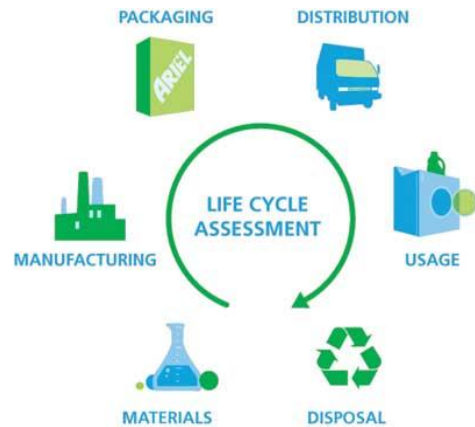 PACKAGING
DISTRIBUTION
ARIEL
LIFE CYCLE
ASSESSMENT
MANUFACTURING
USAGE
MATERIALS
DISPOSAL